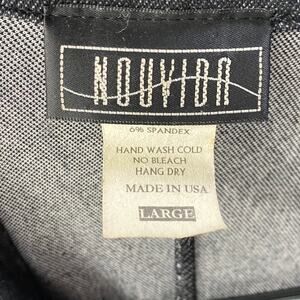 NOUVIDA
6% SPANDEX
HAND WASH COLD
NO BLEACH
HANG DRY
MADE IN USA
LARGE